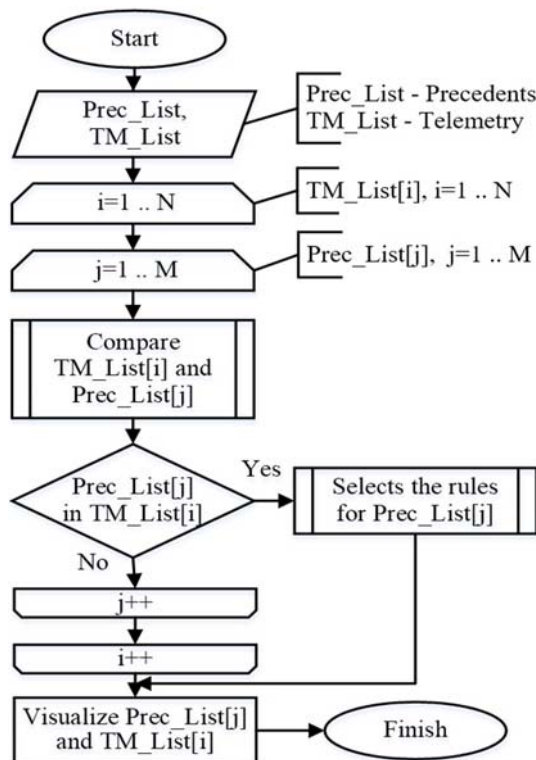 Start
Prec_List,
TM_List
Prec_List - Precedents
TM_List - Telemetry
i=1 .. N
TM_List[i], i=1 .. N
j=1 .. M
Prec_List[j], j=1 .. M
Compare
TM_List[i] and
Prec_List[j]
Prec_List[j]
in TM_List[i]
Yes
Selects the rules
for Prec_List[j]
No
j++
i++
Visualize Prec_List[j]
and TM_List[i]
Finish